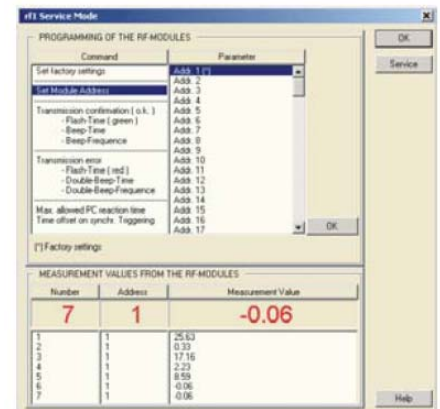 rf1 Service Mode
PROGRAMMING OF THE RF-MODULES
OK
Service
Command
Parameter
Set factory settings
Set Module Address
Transmission confirmation ( o.k. )
- Flash-Time ( green )
- Beep-Time
- Beep-Frequence
Transmission error
- Flash-Time ( red )
- Double-Beep-Time
- Double-Beep-Frequence
Max. allowed PC reaction time
Time offset on synchr. Triggering
Addr. 1 (*)
Addr. 2
Addr. 3
Addr. 4
Addr. 5
Addr. 6
Addr. 7
Addr. 8
Addr. 9
Addr. 10
Addr. 11
Addr. 12
Addr. 13
Addr. 14
Addr. 15
Addr. 16
Addr. 17
OK
(*) Factory settings
MEASUREMENT VALUES FROM THE RF-MODULES
Number Address Measurement Value
7 1 -0.06
1 1 25.63
2 1 0.33
3 1 17.16
4 1 2.23
5 1 8.59
6 1 -0.06
7 1 -0.06
Help